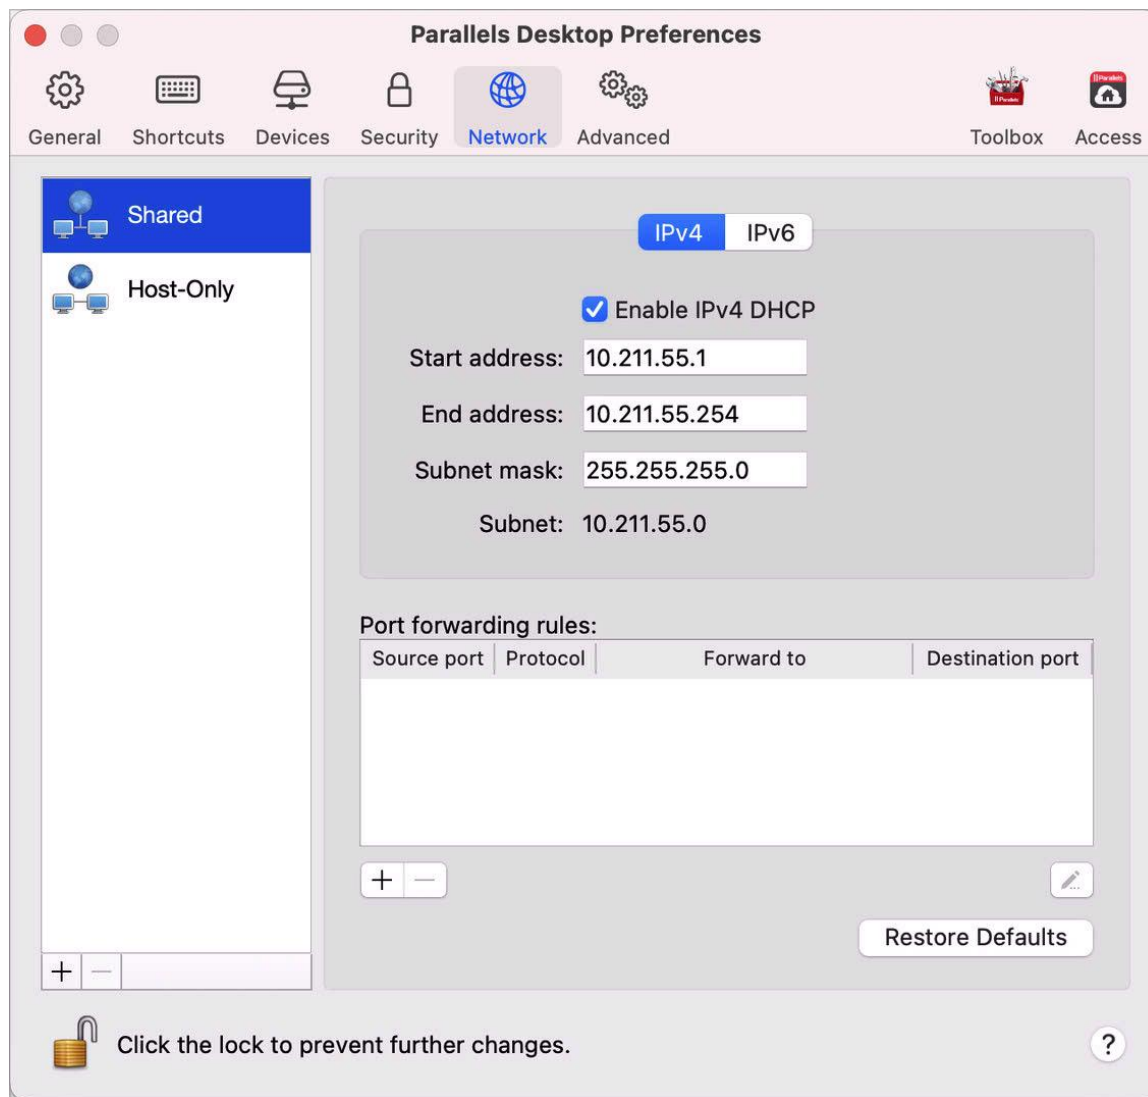 Parallels Desktop Preferences
General Shortcuts Devices Security Network Advanced Toolbox Access
Shared
Host-Only
IPv4 IPv6
Enable IPv4 DHCP
Start address: 10.211.55.1
End address: 10.211.55.254
Subnet mask: 255.255.255.0
Subnet: 10.211.55.0
Port forwarding rules:
Source port Protocol Forward to Destination port
Restore Defaults
Click the lock to prevent further changes.
?